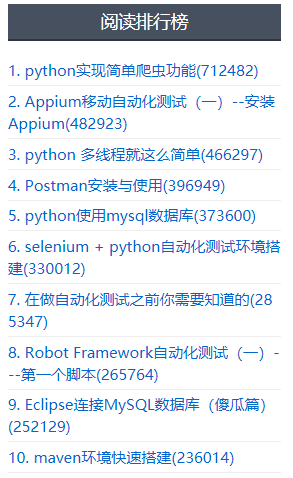 阅读排行榜
1. python实现简单爬虫功能(712482)
2. Appium移动自动化测试（一）--安装
Appium(482923)
3. python 多线程就这么简单(466297)
4. Postman安装与使用(396949)
5. python使用mysql数据库(373600)
6. selenium + python自动化测试环境搭
建(330012)
7. 在做自动化测试之前你需要知道的(28
5347)
8. Robot Framework自动化测试（一）-
--第一个脚本(265764)
9. Eclipse连接MySQL数据库（傻瓜篇）
(252129)
10. maven环境快速搭建(236014)